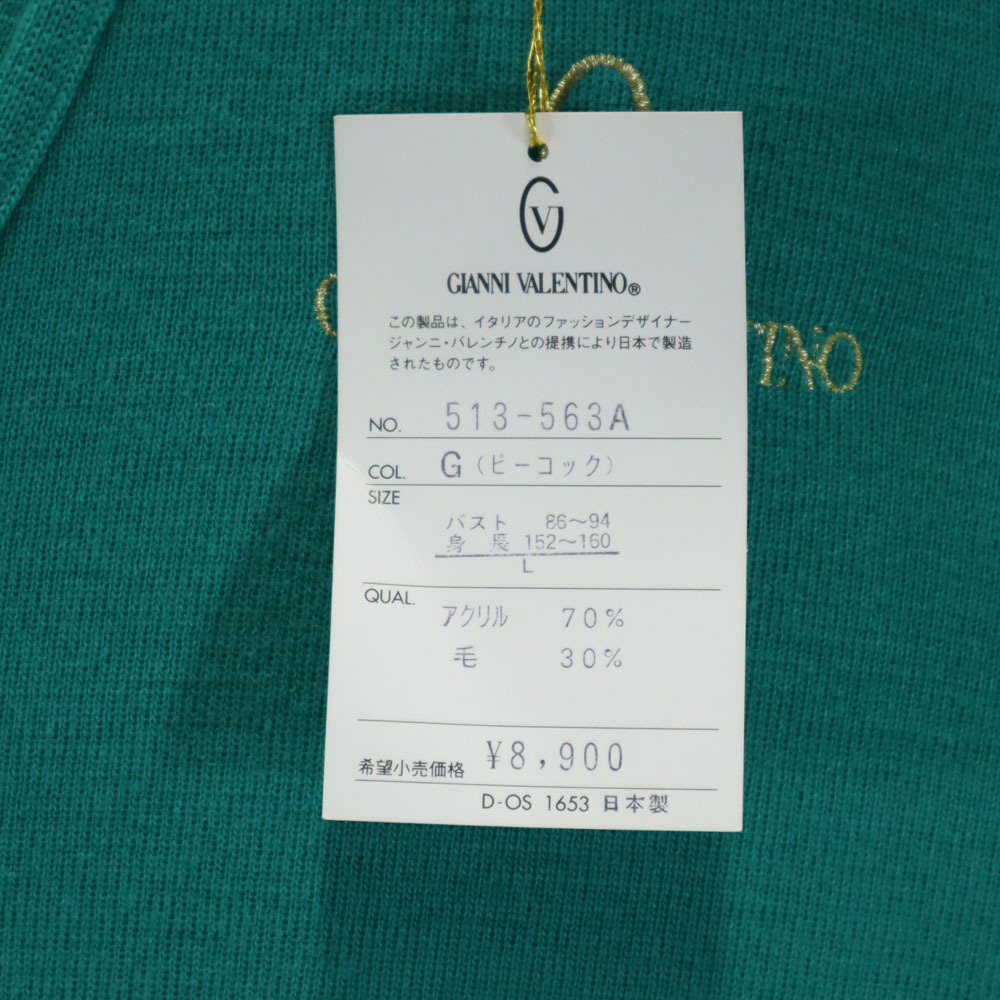 GV
GIANNI VALENTINO®
この製品は、イタリアのファッションデザイナー
ジャンニ・バレンチノとの提携により日本で製造
されたものです。
NO. 513-563A
COL. G(ピーコック)
SIZE
バスト 86〜94
身長 152〜160
L
QUAL.
アクリル 70%
毛 30%
希望小売価格 ¥8,900
D-OS 1653 日本製